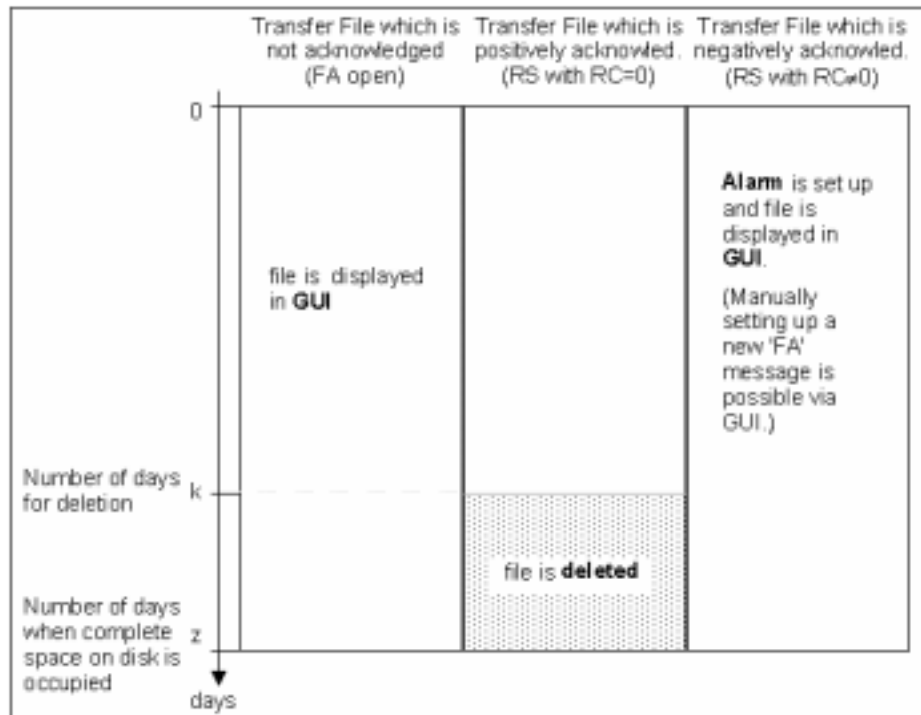 Transfer File which is
not acknowledged
(FA open)
Transfer File which is
positively acknowled.
(RS with RC=0)
Transfer File which is
negatively acknowled.
(RS with RC≠0)
0
file is displayed
in GUI
Alarm is set up
and file is
displayed in
GUI.
(Manually
setting up a
new 'FA'
message is
possible via
GUI.)
Number of days
for deletion
k
file is deleted
Number of days
when complete
space on disk is
occupied
z
days